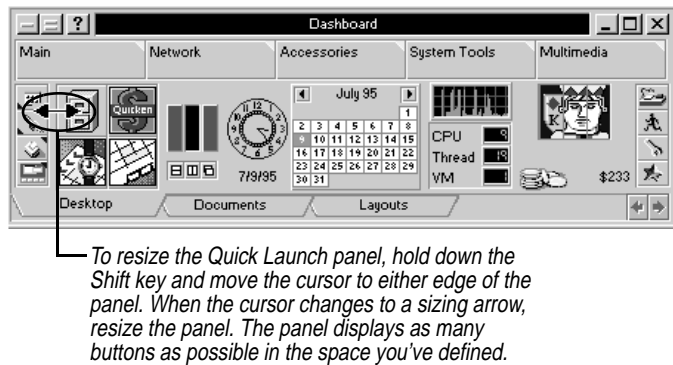 ?
Dashboard
Main Network Accessories System Tools Multimedia
Quicken
12
July 95
1
2 3 4 5 6 7 8
9 10 11 12 13 14 15
16 17 18 19 20 21 22
23 24 25 26 27 28 29
30 31
7/9/95
CPU 9
Thread 19
VM
K
$233
Desktop Documents Layouts
To resize the Quick Launch panel, hold down the
Shift key and move the cursor to either edge of the
panel. When the cursor changes to a sizing arrow,
resize the panel. The panel displays as many
buttons as possible in the space you’ve defined.